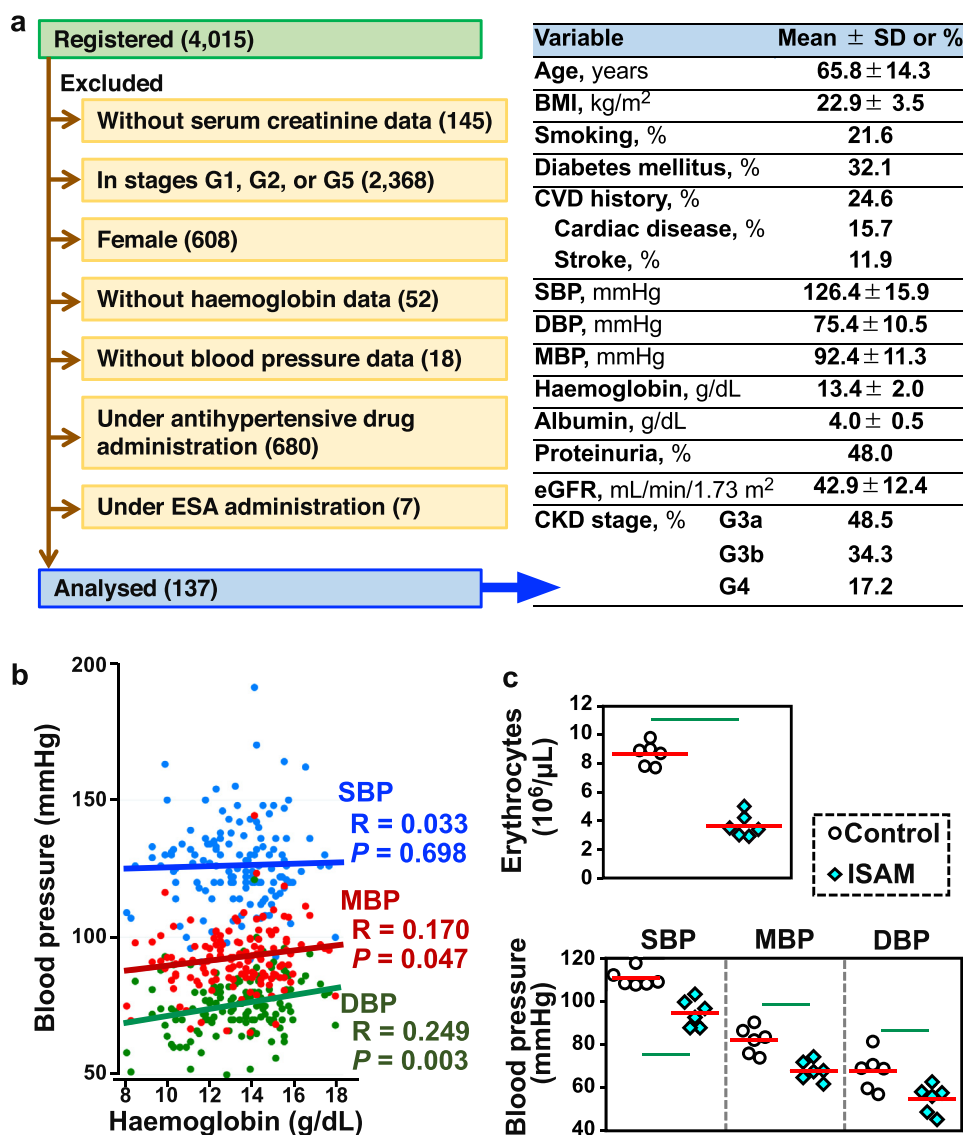 a
Registered (4,015)
Excluded
Without serum creatinine data (145)
In stages G1, G2, or G5 (2,368)
Female (608)
Without haemoglobin data (52)
Without blood pressure data (18)
Under antihypertensive drug
administration (680)
Under ESA administration (7)
Analysed (137)
Variable Mean ± SD or %
Age, years 65.8±14.3
BMI, kg/m² 22.9± 3.5
Smoking, % 21.6
Diabetes mellitus, % 32.1
CVD history, % 24.6
Cardiac disease, % 15.7
Stroke, % 11.9
SBP, mmHg 126.4±15.9
DBP, mmHg 75.4±10.5
MBP, mmHg 92.4±11.3
Haemoglobin, g/dL 13.4± 2.0
Albumin, g/dL 4.0± 0.5
Proteinuria, % 48.0
eGFR, mL/min/1.73 m² 42.9±12.4
CKD stage, % G3a 48.5
G3b 34.3
G4 17.2
b
Blood pressure (mmHg)
200
150
100
50
SBP
R = 0.033
P = 0.698
MBP
R = 0.170
P = 0.047
DBP
R = 0.249
P = 0.003
8 10 12 14 16 18
Haemoglobin (g/dL)
c
Erythrocytes
(10⁶/μL)
12
10
8
6
4
2
0
Control
ISAM
SBP MBP DBP
Blood pressure
(mmHg)
120
100
80
60
40